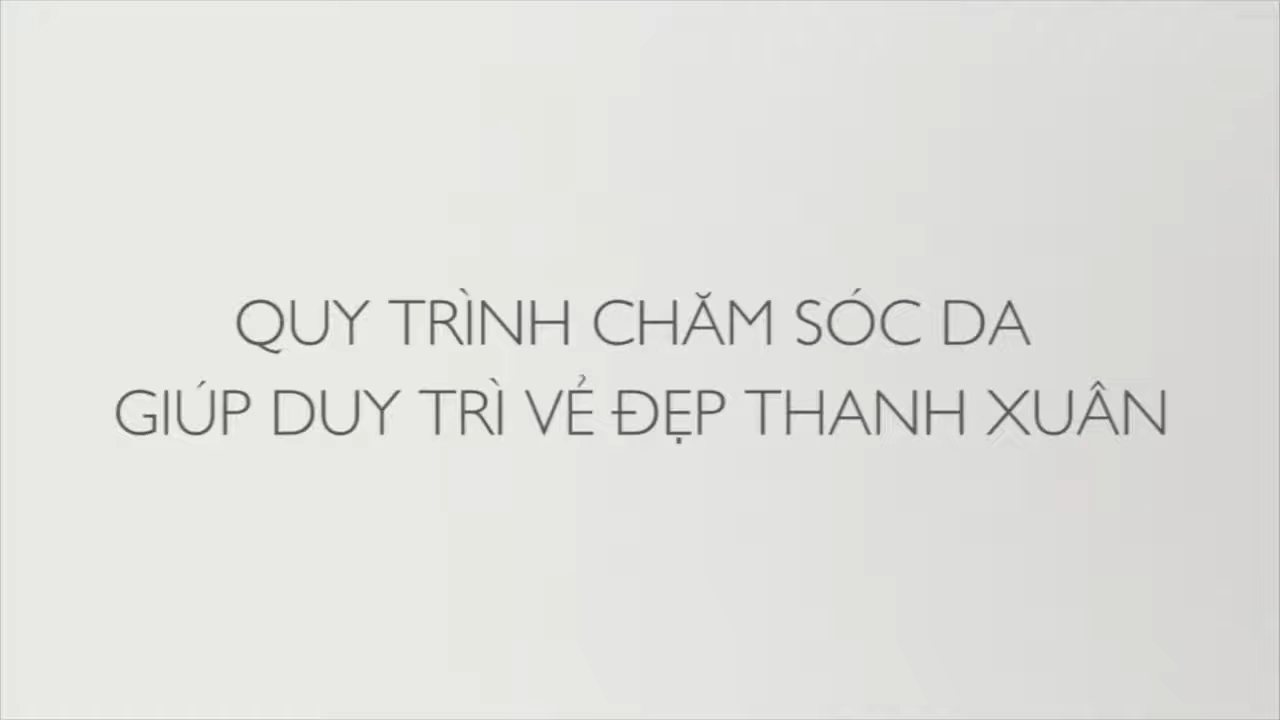 QUY TRÌNH CHĂM SÓC DA
GIÚP DUY TRÌ VẺ ĐẸP THANH XUÂN